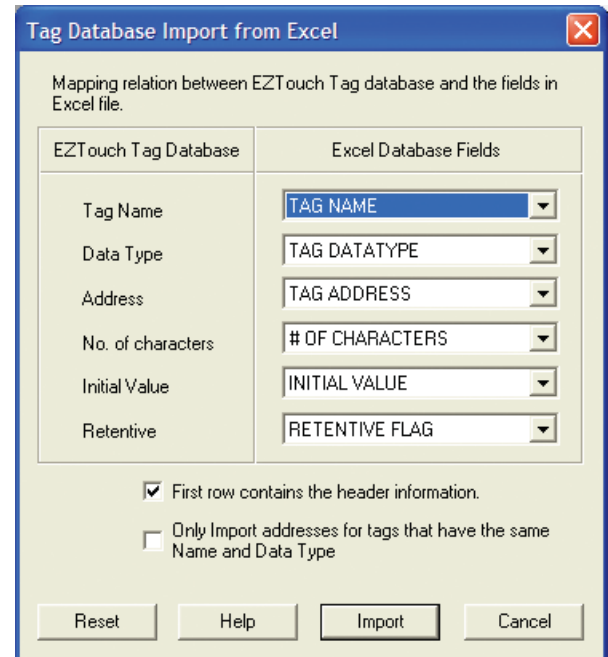 Tag Database Import from Excel
Mapping relation between EZTouch Tag database and the fields in
Excel file.
EZTouch Tag Database Excel Database Fields
Tag Name TAG NAME
Data Type TAG DATATYPE
Address TAG ADDRESS
No. of characters # OF CHARACTERS
Initial Value INITIAL VALUE
Retentive RETENTIVE FLAG
First row contains the header information.
Only Import addresses for tags that have the same
Name and Data Type
Reset Help Import Cancel